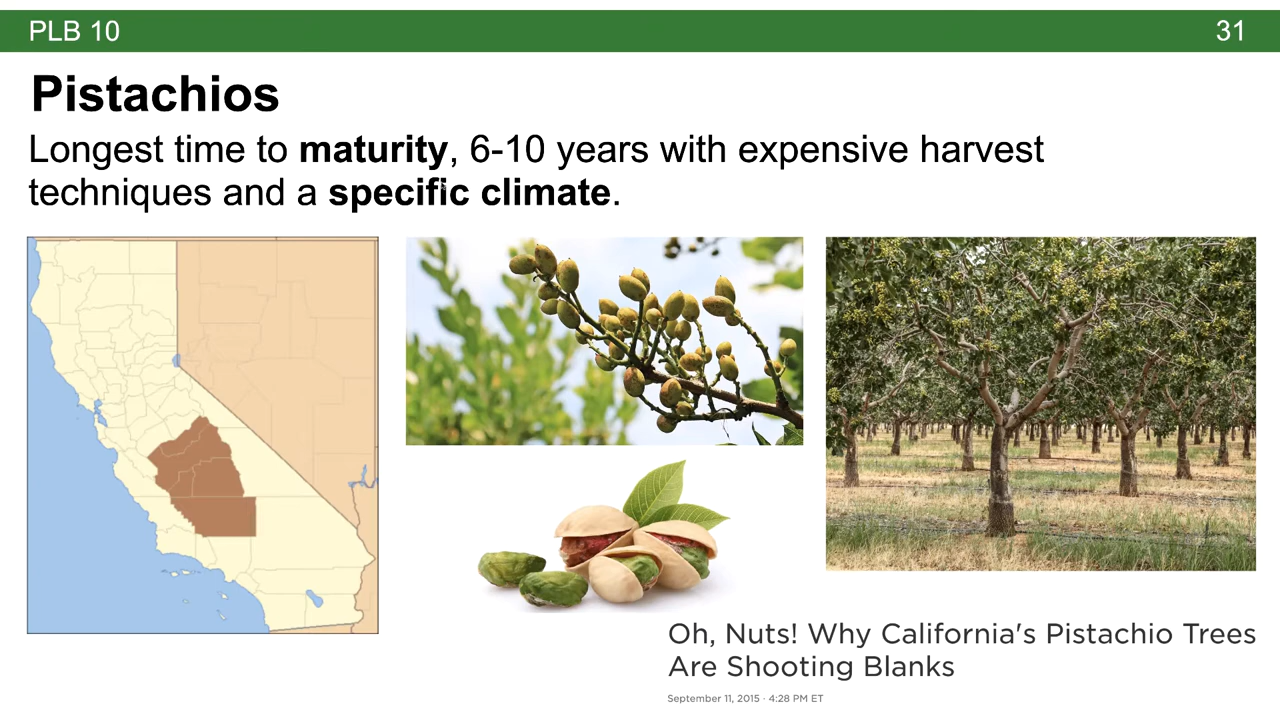 PLB 10
31
Pistachios
Longest time to maturity, 6-10 years with expensive harvest
techniques and a specific climate.
Oh, Nuts! Why California's Pistachio Trees
Are Shooting Blanks
September 11, 2015 · 4:28 PM ET